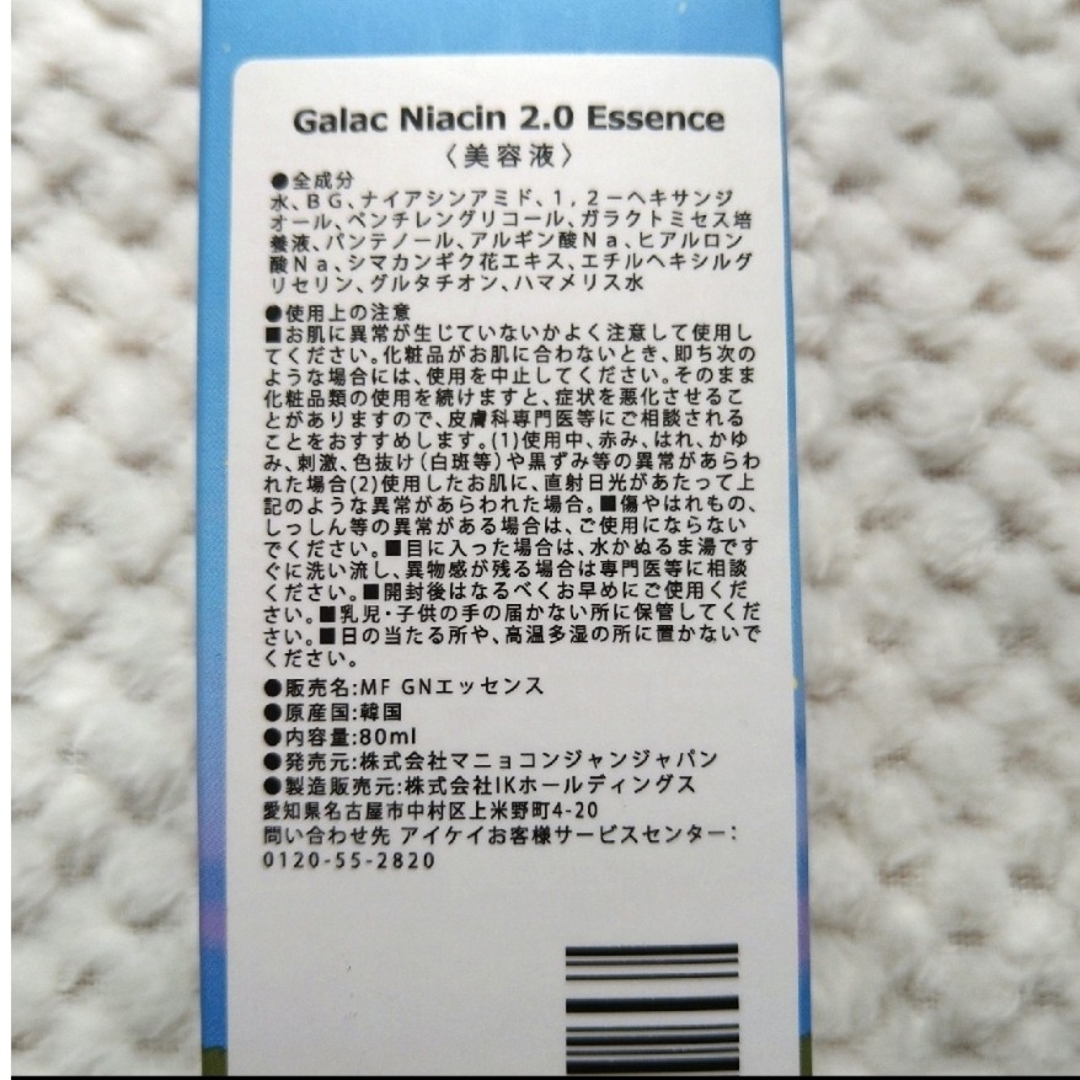 Galac Niacin 2.0 Essence
〈美容液〉
●全成分
水、BG、ナイアシンアミド、1，2－ヘキサンジ
オール、ペンチレングリコール、ガラクトミセス培
養液、パンテノール、アルギン酸Na、ヒアルロン
酸Na、シマカンギク花エキス、エチルヘキシルグ
リセリン、グルタチオン、ハマメリス水
●使用上の注意
■お肌に異常が生じていないかよく注意して使用し
てください。化粧品がお肌に合わないとき、即ち次の
ような場合には、使用を中止してください。そのまま
化粧品類の使用を続けますと、症状を悪化させるこ
とがありますので、皮膚科専門医等にご相談される
ことをおすすめします。(1)使用中、赤み、はれ、かゆ
み、刺激、色抜け（白斑等）や黒ずみ等の異常があらわ
れた場合(2)使用したお肌に、直射日光があたって上
記のような異常があらわれた場合。■傷やはれもの、
しっしん等の異常がある場合は、ご使用にならない
でください。■目に入った場合は、水かぬるま湯です
ぐに洗い流し、異物感が残る場合は専門医等に相談
ください。■開封後はなるべくお早めにご使用くだ
さい。■乳児・子供の手の届かない所に保管してくだ
さい。■日の当たる所や、高温多湿の所に置かないで
ください。
●販売名:MF GNエッセンス
●原産国:韓国
●内容量:80ml
●発売元:株式会社マニョコンジャンジャパン
●製造販売元:株式会社IKホールディングス
愛知県名古屋市中村区上米野町4-20
問い合わせ先 アイケイお客様サービスセンター:
0120-55-2820